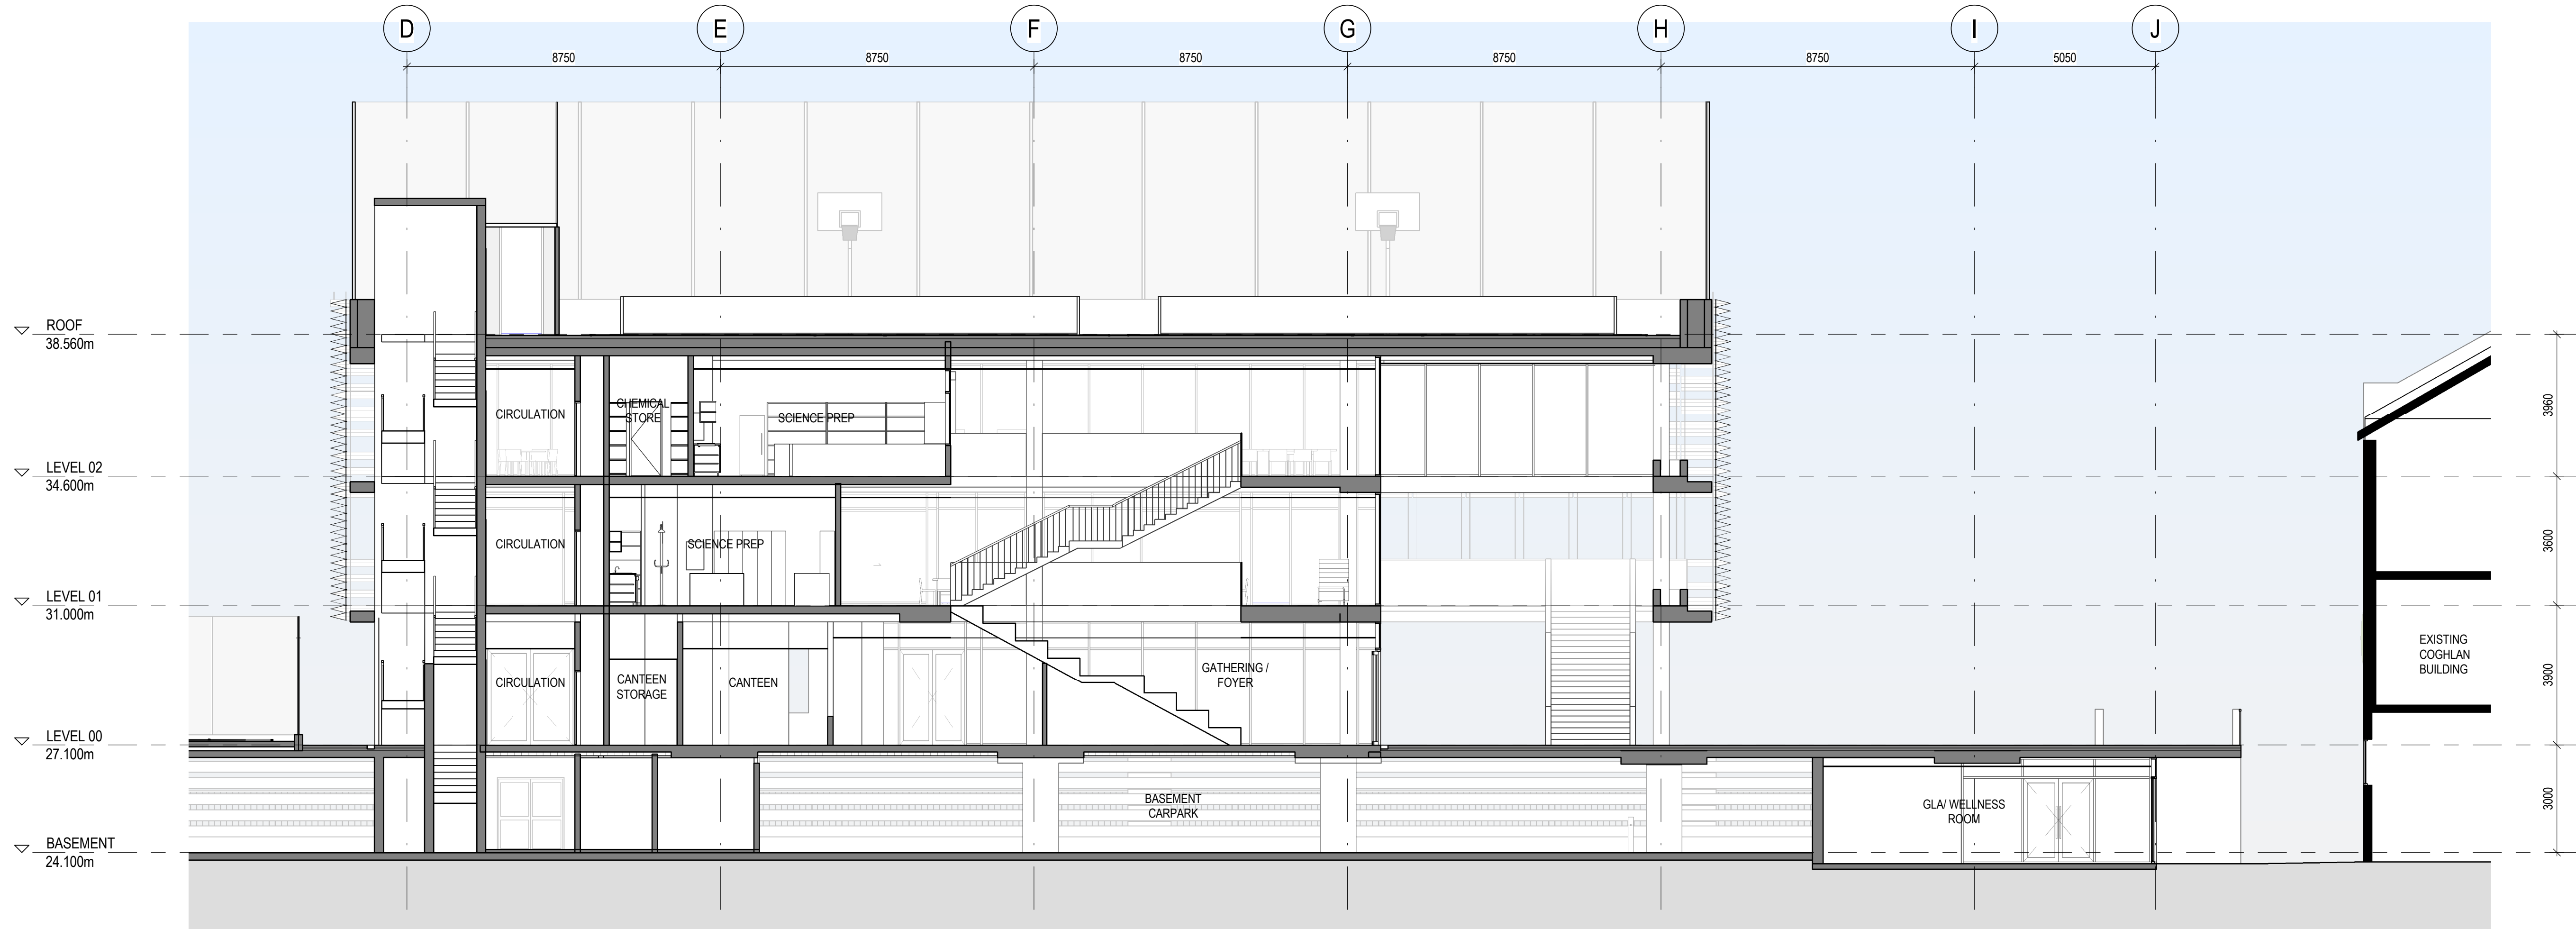 D
E
F
G
H
I
J
8750
8750
8750
8750
8750
5050
ROOF
38.560m
CIRCULATION
CHEMICAL
STORE
SCIENCE PREP
3960
LEVEL 02
34.600m
CIRCULATION
SCIENCE PREP
3600
LEVEL 01
31.000m
CIRCULATION
CANTEEN
STORAGE
CANTEEN
GATHERING /
FOYER
EXISTING
COGHLAN
BUILDING
3900
LEVEL 00
27.100m
BASEMENT
CARPARK
GLA/ WELLNESS
ROOM
3000
BASEMENT
24.100m